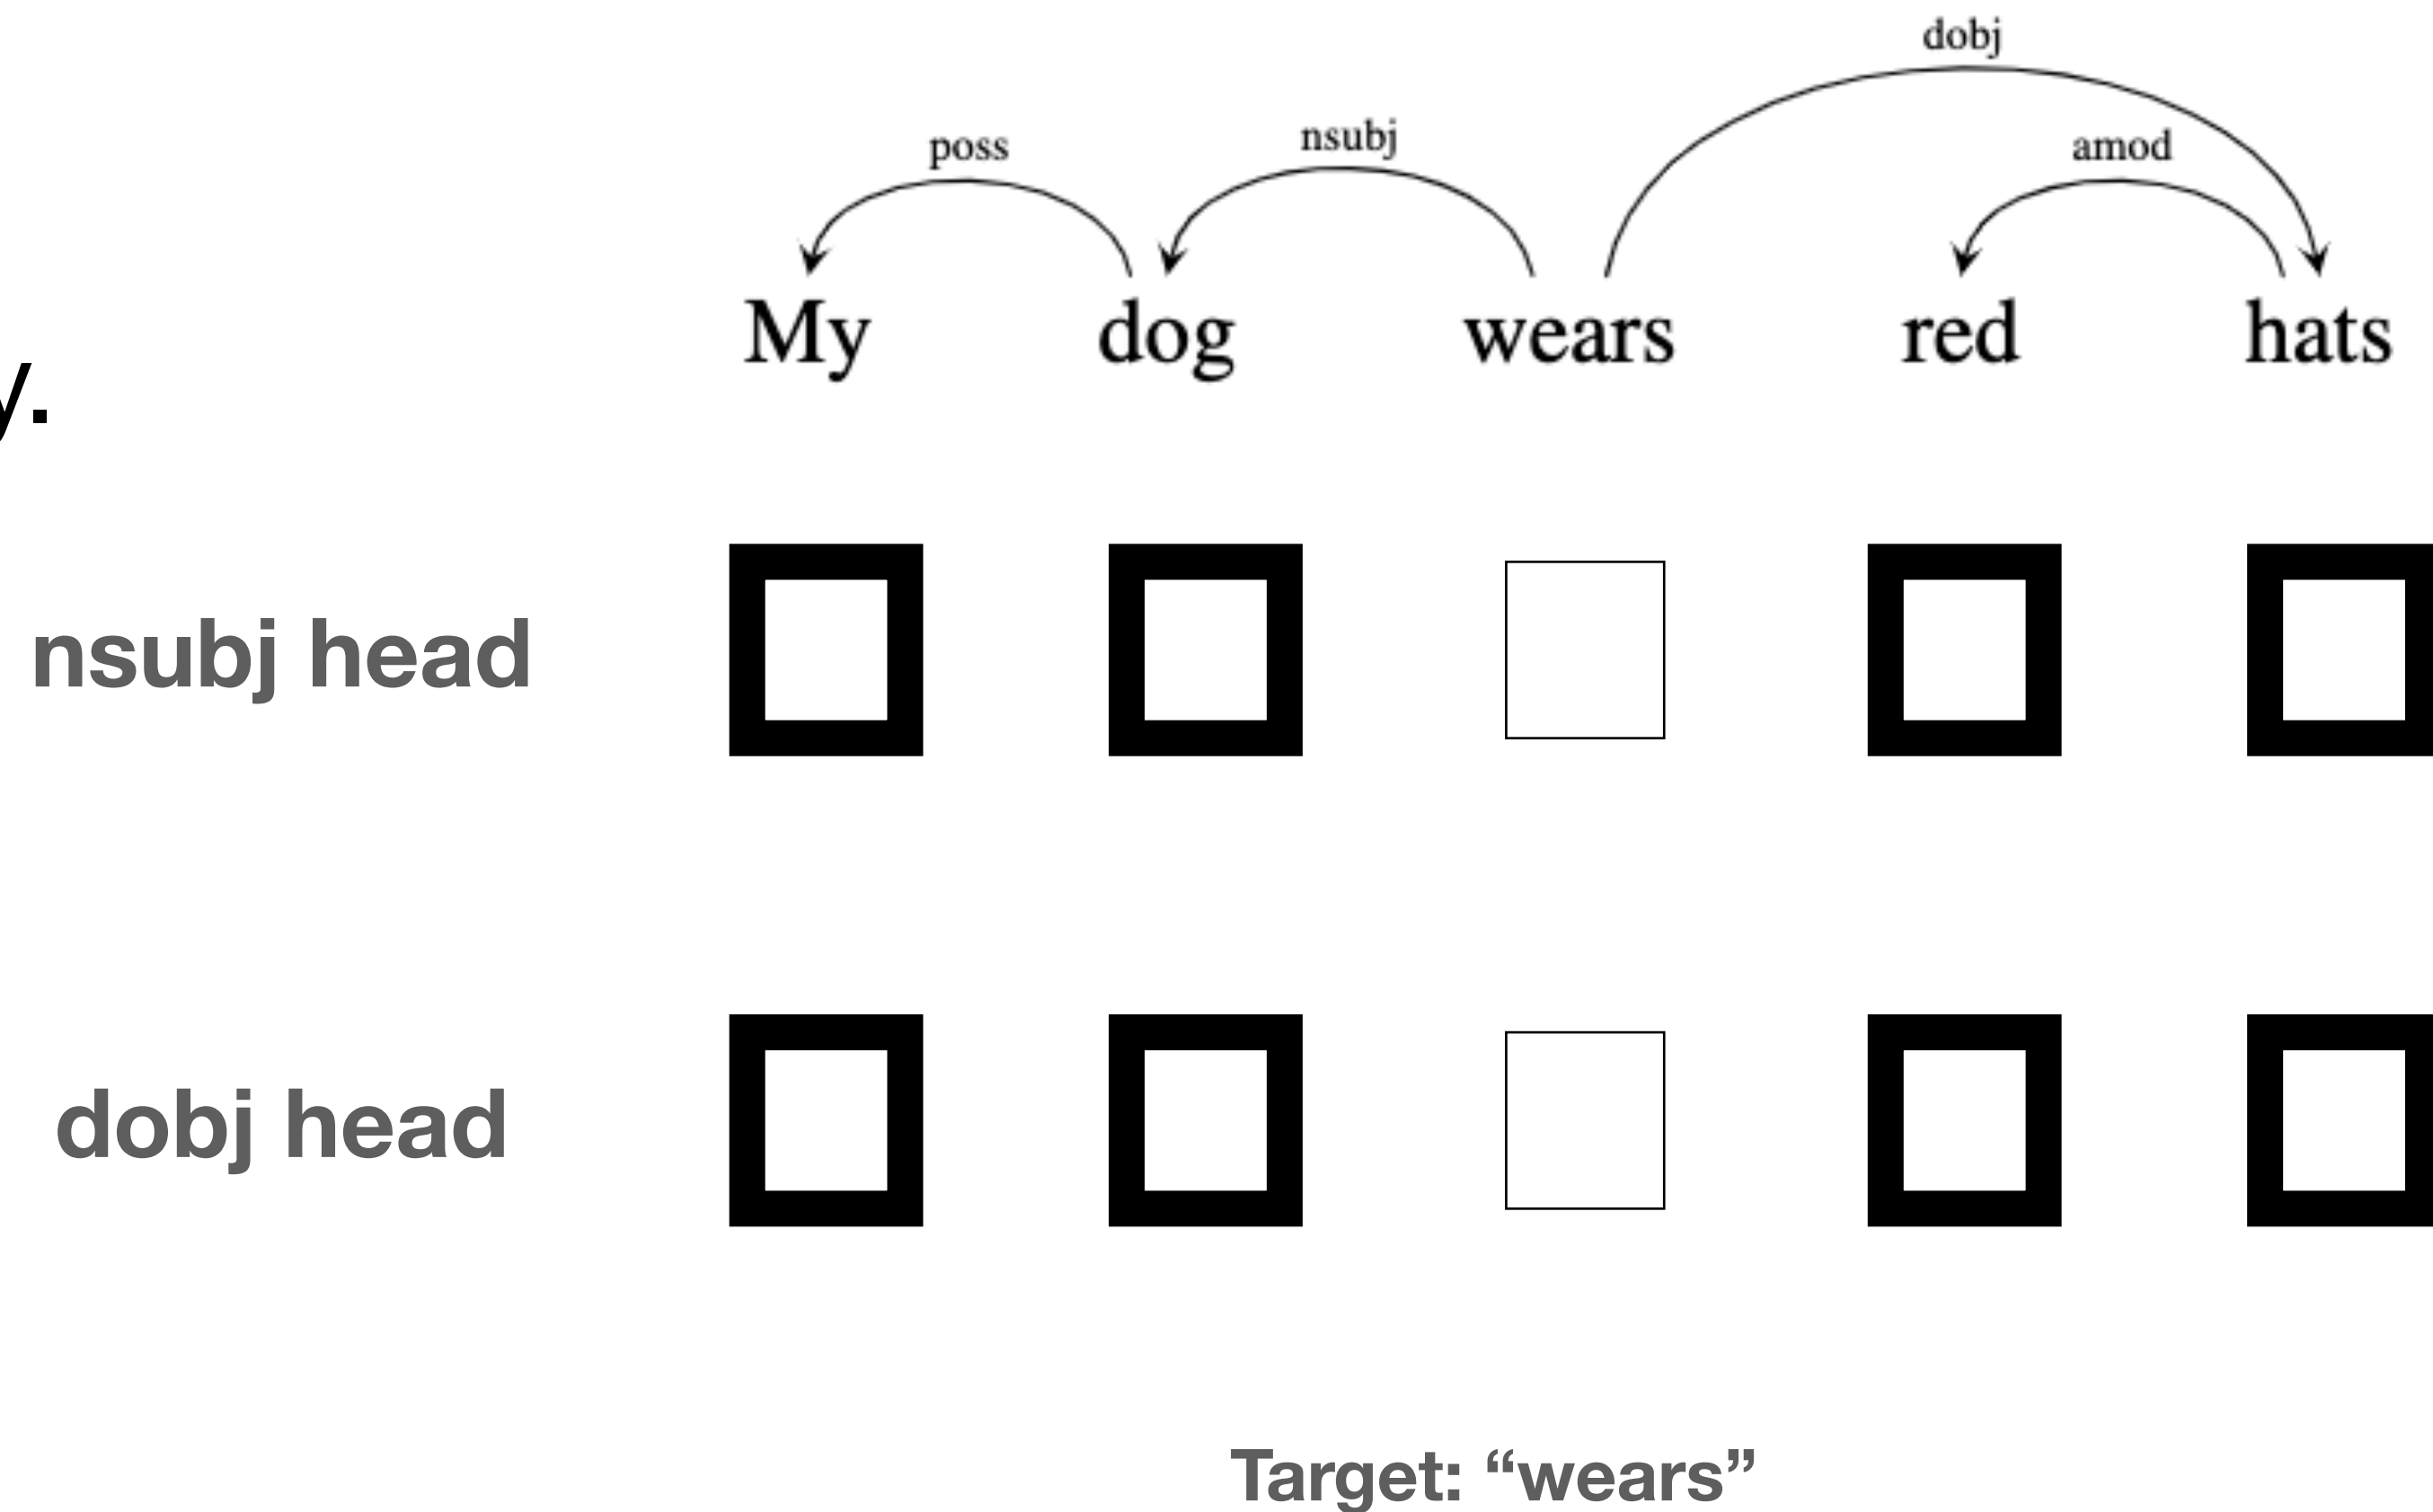 dobj
poss nsubj amod
My dog wears red hats
y.
nsubj head
dobj head
Target: “wears”